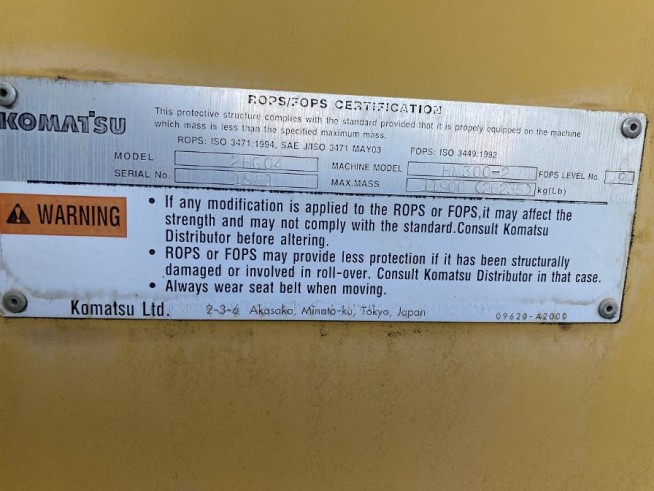 ROPS/FOPS CERTIFICATION
KOMATSU
This protective structure complies with the standard provided that it is properly equipped on the machine
which mass is less than the specified maximum mass.
ROPS: ISO 3471:1994, SAE J/ISO 3471 MAY03 FOPS: ISO 3449:1992
MODEL MACHINE MODEL HM300-2 FOPS LEVEL No.
SERIAL No. MAX.MASS (26235) kg(Lb)
WARNING
• If any modification is applied to the ROPS or FOPS,it may affect the
strength and may not comply with the standard.Consult Komatsu
Distributor before altering.
• ROPS or FOPS may provide less protection if it has been structurally
damaged or involved in roll-over. Consult Komatsu Distributor in that case.
• Always wear seat belt when moving.
Komatsu Ltd. 2-3-6 Akasaka, Minato-ku, Tokyo, Japan 09620-A2000